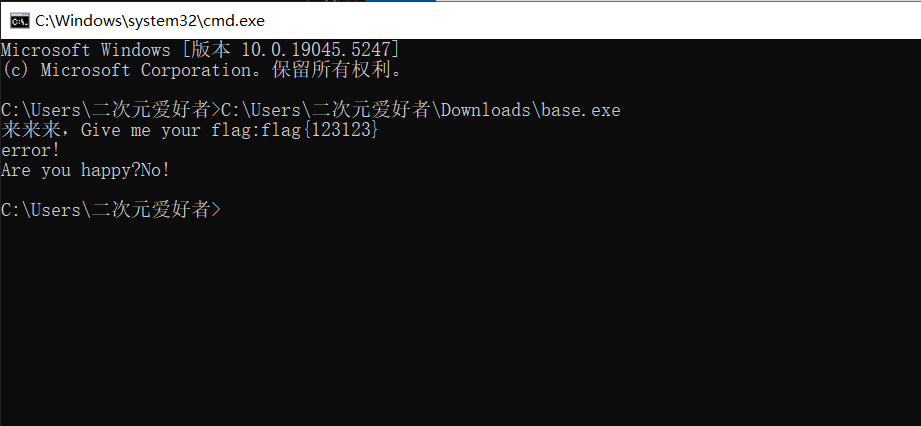 C:\Windows\system32\cmd.exe
Microsoft Windows [版本 10.0.19045.5247]
(c) Microsoft Corporation。保留所有权利。
C:\Users\二次元爱好者>C:\Users\二次元爱好者\Downloads\base.exe
来来来，Give me your flag:flag{123123}
error!
Are you happy?No!
C:\Users\二次元爱好者>